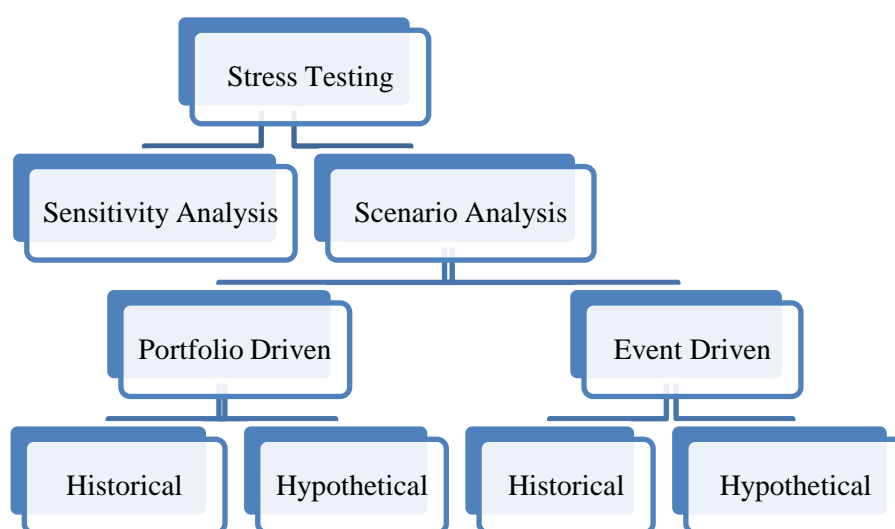 Stress Testing
Sensitivity Analysis
Scenario Analysis
Portfolio Driven
Event Driven
Historical
Hypothetical
Historical
Hypothetical